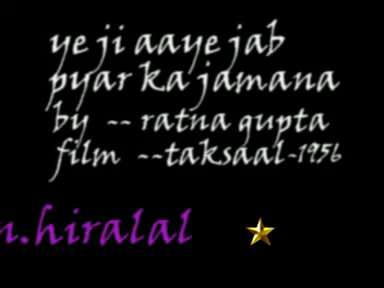 ye ji aaye jab
pyar ka jamana
by -- ratna gupta
film --taksaal-1956
n.hiralal